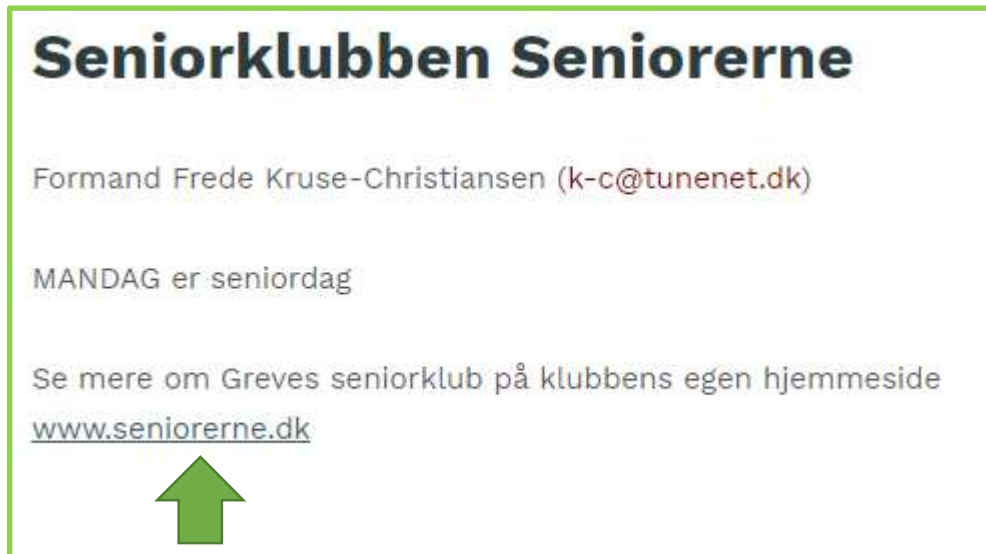 Seniorklubben Seniorerne
Formand Frede Kruse-Christiansen (k-c@tunenet.dk)
MANDAG er seniordag
Se mere om Greves seniorklub på klubbens egen hjemmeside
www.seniorerne.dk